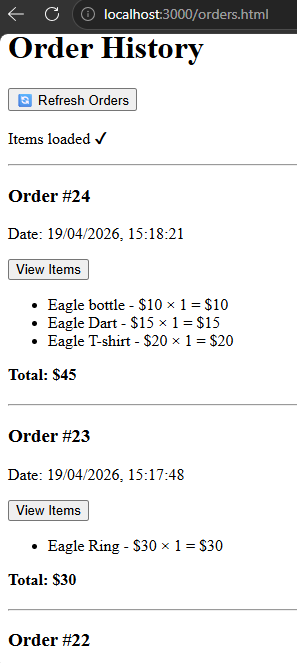 localhost:3000/orders.html
Order History
🔄 Refresh Orders
Items loaded ✔
Order #24
Date: 19/04/2026, 15:18:21
View Items
• Eagle bottle - $10 × 1 = $10
• Eagle Dart - $15 × 1 = $15
• Eagle T-shirt - $20 × 1 = $20
Total: $45
Order #23
Date: 19/04/2026, 15:17:48
View Items
• Eagle Ring - $30 × 1 = $30
Total: $30
Order #22